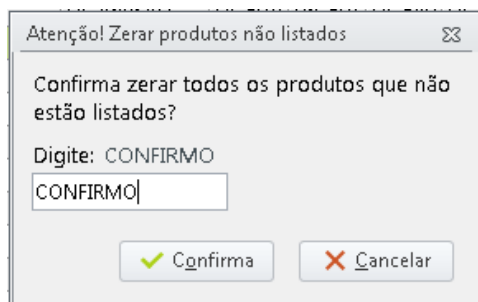 Atenção! Zerar produtos não listados
Confirma zerar todos os produtos que não
estão listados?
Digite: CONFIRMO
CONFIRMO
Confirma
Cancelar